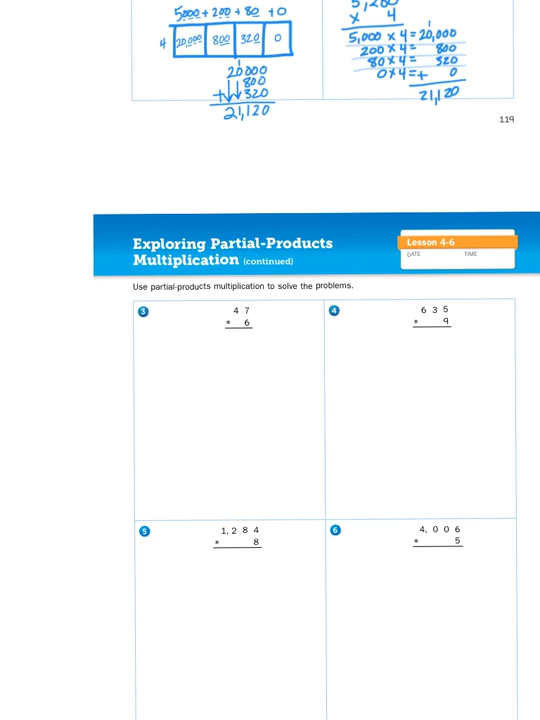 5000 + 200 + 80 + 0
4 20,000 800 320 0
1
20000
800
+ 320
21,120
x 4
1
5,000 x 4 = 20,000
200 x 4 = 800
80 x 4 = 320
0 x 4 = + 0
21,120
119
Exploring Partial-Products
Multiplication (continued)
Lesson 4-6
DATE TIME
Use partial-products multiplication to solve the problems.
3 4 7
* 6
4 6 3 5
* 9
5 1, 2 8 4
* 8
6 4, 0 0 6
* 5